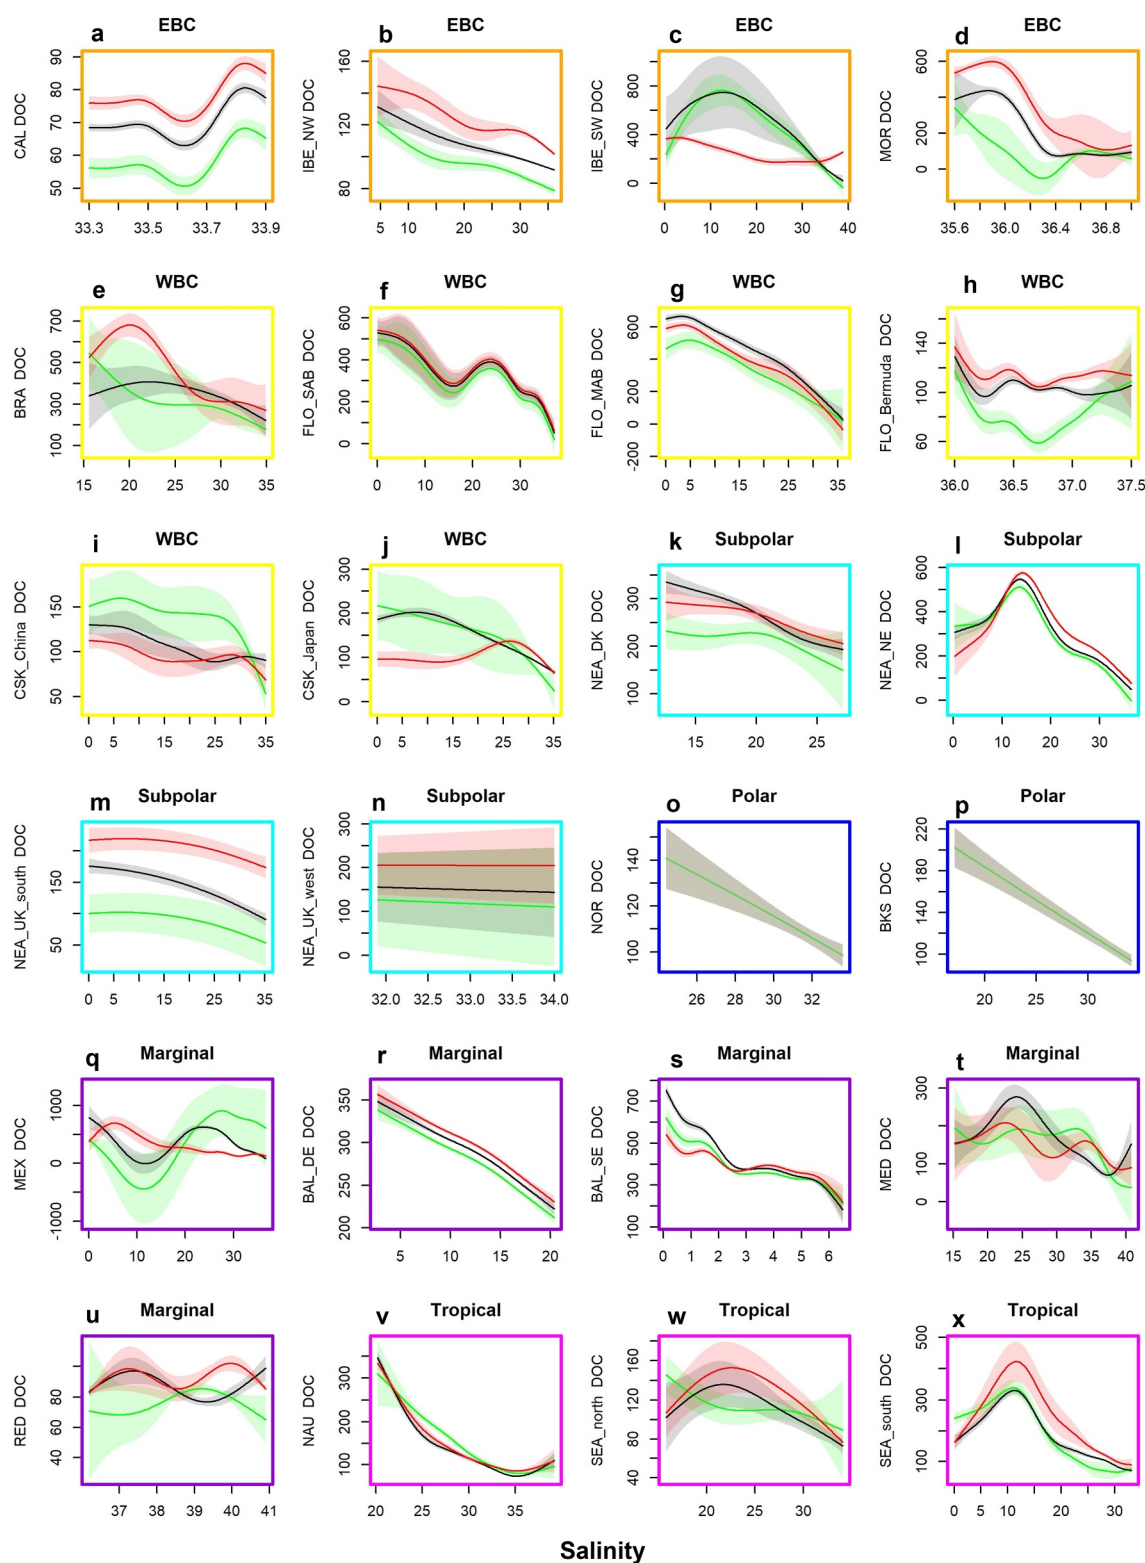 a EBC
CAL DOC
50 60 70 80 90
33.3 33.5 33.7 33.9
b EBC
IBE_NW DOC
80 120 160
5 10 20 30
c EBC
IBE_SW DOC
0 400 800
0 10 20 30 40
d EBC
MOR DOC
0 200 600
35.6 36.0 36.4 36.8
e WBC
BRA DOC
100 300 500 700
15 20 25 30 35
f WBC
FLO_SAB DOC
0 200 300 400 500 600
0 10 20 30
g WBC
FLO_MAB DOC
-200 0 200 600
0 5 15 25 35
h WBC
FLO_Bermuda DOC
60 100 140
36.0 36.5 37.0 37.5
i WBC
CSK_China DOC
50 100 150
0 5 15 25 35
j WBC
CSK_Japan DOC
0 100 200 300
0 5 15 25 35
k Subpolar
NEA_DK DOC
100 200 300
15 20 25
l Subpolar
NEA_NE DOC
0 200 400 600
0 10 20 30
m Subpolar
NEA_UK_south DOC
50 150
0 5 15 25 35
n Subpolar
NEA_UK_west DOC
0 100 200 300
32.0 32.5 33.0 33.5 34.0
o Polar
NOR DOC
100 120 140
26 28 30 32
p Polar
BKS DOC
100 140 180 220
20 25 30
q Marginal
MEX DOC
-1000 0 1000
0 10 20 30
r Marginal
BAL_DE DOC
200 250 300 350
5 10 15 20
s Marginal
BAL_SE DOC
100 300 500 700
0 1 2 3 4 5 6
t Marginal
MED DOC
0 100 300
15 20 25 30 35 40
u Marginal
RED DOC
40 60 80
37 38 39 40 41
v Tropical
NAU DOC
100 200 300
20 25 30 35
w Tropical
SEA_north DOC
40 60 80 120 160
20 25 30
x Tropical
SEA_south DOC
100 300 500
0 5 10 20 30
Salinity